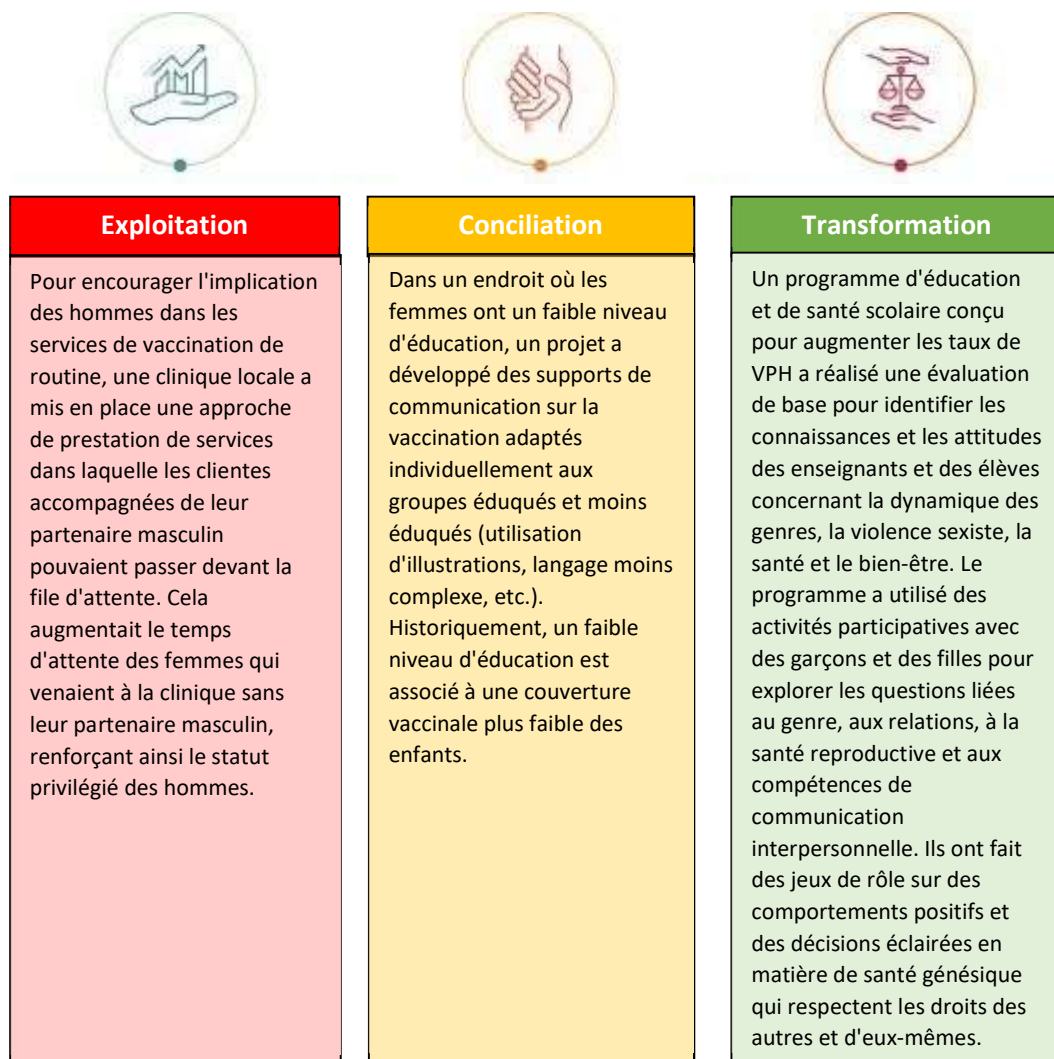 Exploitation
Pour encourager l'implication
des hommes dans les
services de vaccination de
routine, une clinique locale a
mis en place une approche
de prestation de services
dans laquelle les clientes
accompagnées de leur
partenaire masculin
pouvaient passer devant la
file d'attente. Cela
augmentait le temps
d'attente des femmes qui
venaient à la clinique sans
leur partenaire masculin,
renforçant ainsi le statut
privilégié des hommes.
Conciliation
Dans un endroit où les
femmes ont un faible niveau
d'éducation, un projet a
développé des supports de
communication sur la
vaccination adaptés
individuellement aux
groupes éduqués et moins
éduqués (utilisation
d'illustrations, langage moins
complexe, etc.).
Historiquement, un faible
niveau d'éducation est
associé à une couverture
vaccinale plus faible des
enfants.
Transformation
Un programme d'éducation
et de santé scolaire conçu
pour augmenter les taux de
VPH a réalisé une évaluation
de base pour identifier les
connaissances et les attitudes
des enseignants et des élèves
concernant la dynamique des
genres, la violence sexiste, la
santé et le bien-être. Le
programme a utilisé des
activités participatives avec
des garçons et des filles pour
explorer les questions liées
au genre, aux relations, à la
santé reproductive et aux
compétences de
communication
interpersonnelle. Ils ont fait
des jeux de rôle sur des
comportements positifs et
des décisions éclairées en
matière de santé génésique
qui respectent les droits des
autres et d'eux-mêmes.